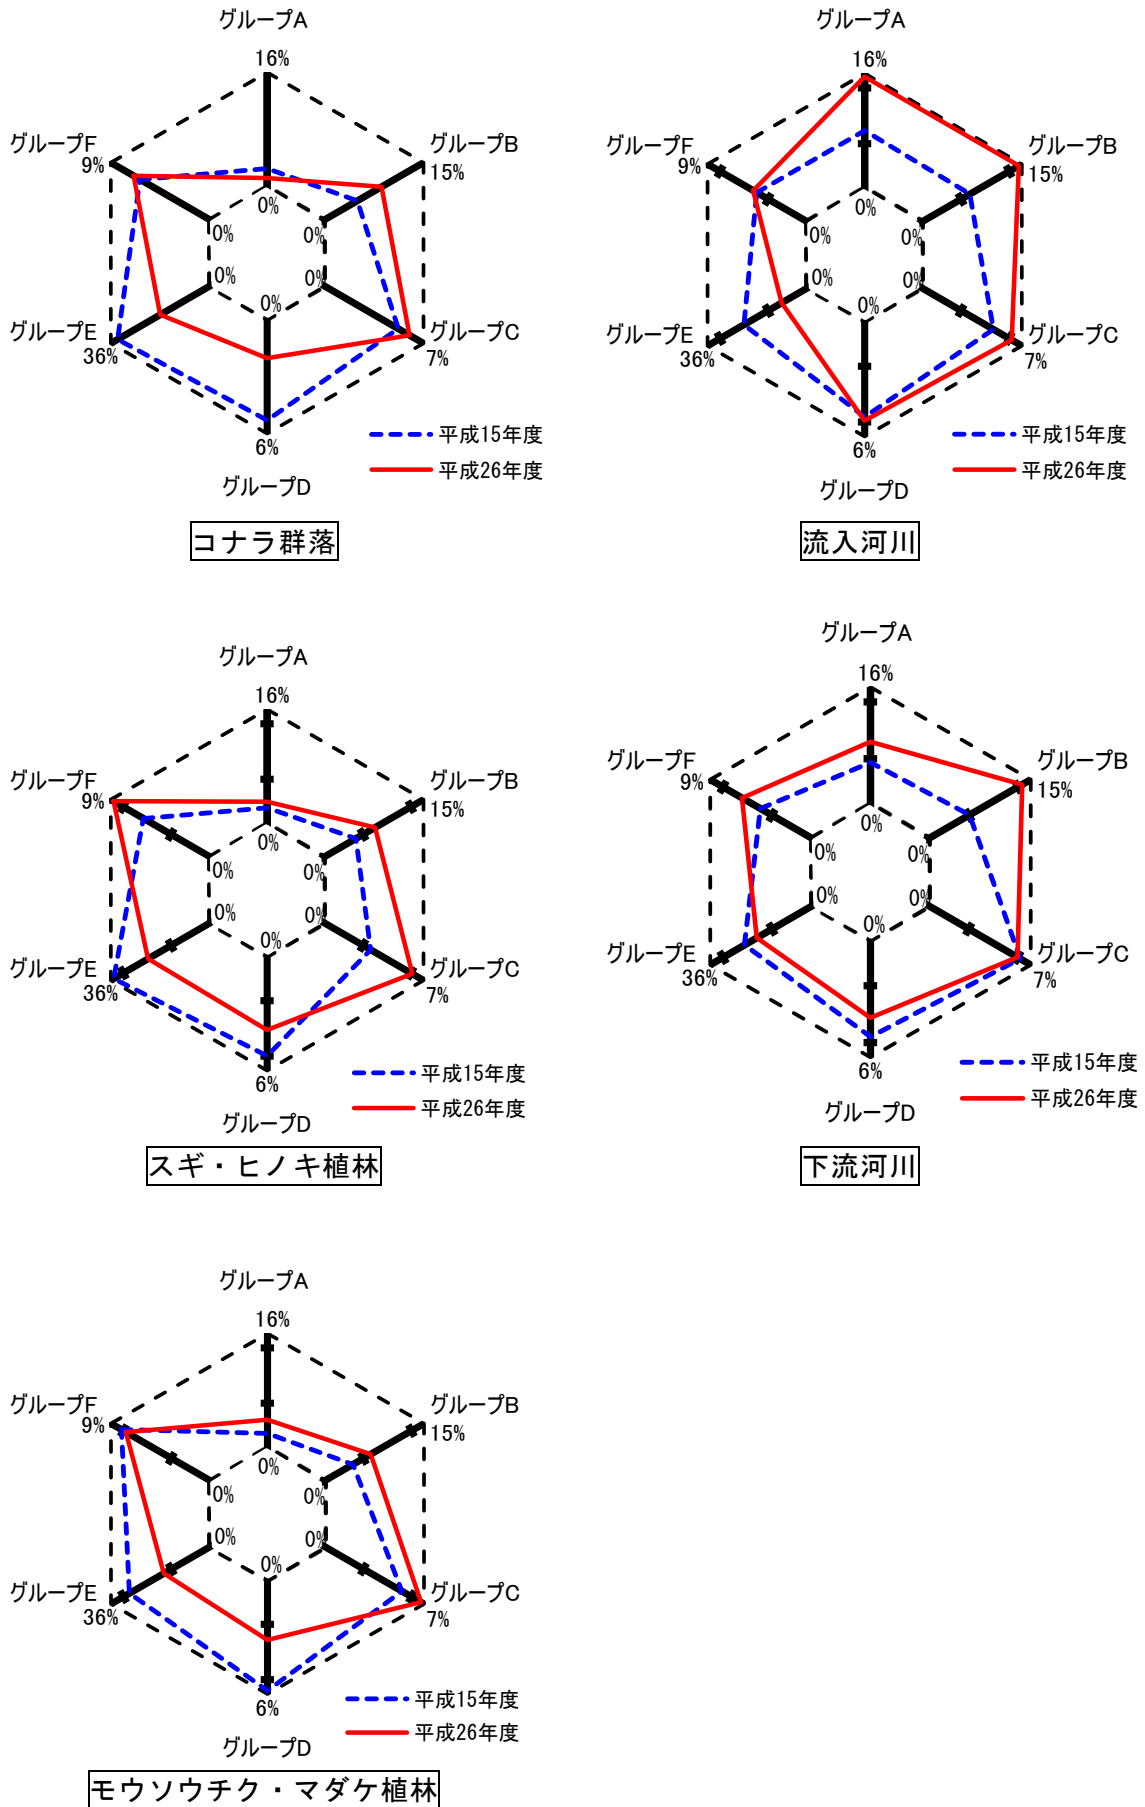 グループA
16%
グループF
9%
グループB
15%
0%
0%
0%
0%
0%
0%
グループE
36%
グループC
7%
6%
グループD
平成15年度
平成26年度
コナラ群落
グループA
16%
グループF
9%
グループB
15%
0%
0%
0%
0%
0%
0%
グループE
36%
グループC
7%
6%
グループD
平成15年度
平成26年度
流入河川
グループA
16%
グループF
9%
グループB
15%
0%
0%
0%
0%
0%
0%
グループE
36%
グループC
7%
6%
グループD
平成15年度
平成26年度
スギ・ヒノキ植林
グループA
16%
グループF
9%
グループB
15%
0%
0%
0%
0%
0%
0%
グループE
36%
グループC
7%
6%
グループD
平成15年度
平成26年度
下流河川
グループA
16%
グループF
9%
グループB
15%
0%
0%
0%
0%
0%
0%
グループE
36%
グループC
7%
6%
グループD
平成15年度
平成26年度
モウソウチク・マダケ植林